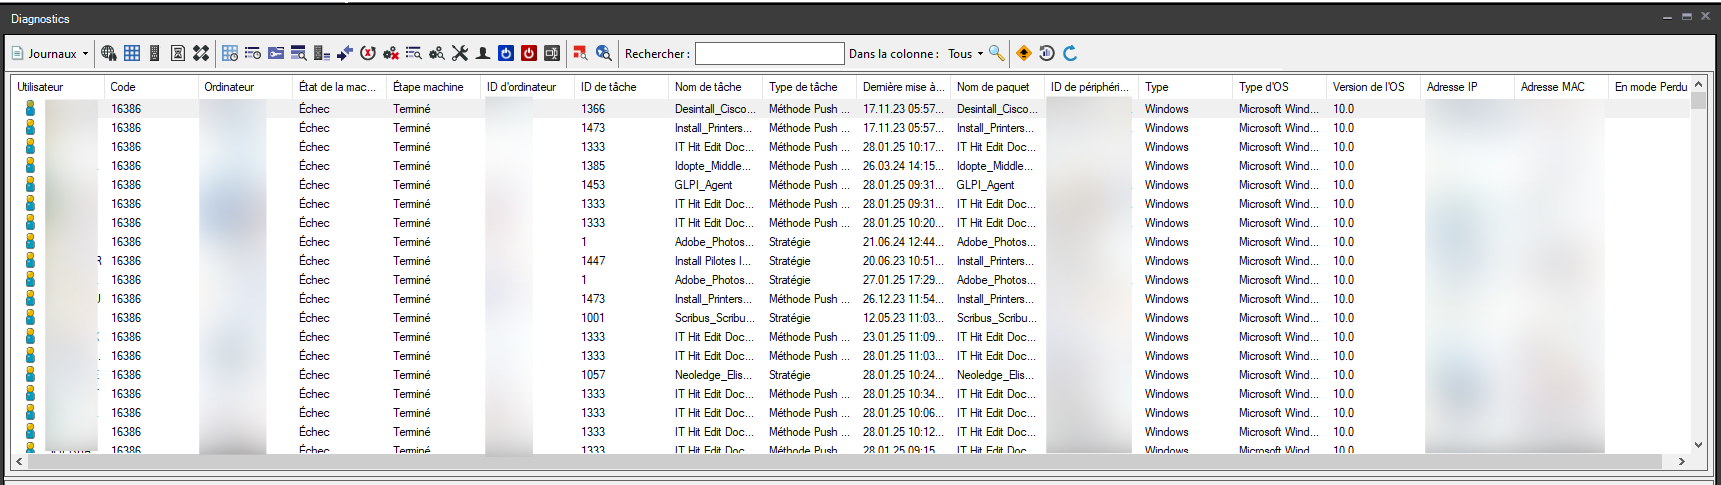 Diagnostics
Journaux Rechercher : Dans la colonne : Tous
Utilisateur Code Ordinateur État de la mac... Étape machine ID d'ordinateur ID de tâche Nom de tâche Type de tâche Dernière mise à... Nom de paquet ID de périphéri... Type Type d'OS Version de l'OS Adresse IP Adresse MAC En mode Perdu
16386 Échec Terminé 1366 Desintall_Cisco... Méthode Push ... 17.11.23 05:57... Desintall_Cisco... Windows Microsoft Wind... 10.0
16386 Échec Terminé 1473 Install_Printers... Méthode Push ... 17.11.23 05:57... Install_Printers... Windows Microsoft Wind... 10.0
16386 Échec Terminé 1333 IT Hit Edit Doc... Méthode Push ... 28.01.25 10:17... IT Hit Edit Doc... Windows Microsoft Wind... 10.0
16386 Échec Terminé 1385 Idopte_Middle... Méthode Push ... 26.03.24 14:15... Idopte_Middle... Windows Microsoft Wind... 10.0
16386 Échec Terminé 1453 GLPI_Agent Méthode Push ... 28.01.25 09:31... GLPI_Agent Windows Microsoft Wind... 10.0
16386 Échec Terminé 1333 IT Hit Edit Doc... Méthode Push ... 28.01.25 09:31... IT Hit Edit Doc... Windows Microsoft Wind... 10.0
16386 Échec Terminé 1333 IT Hit Edit Doc... Méthode Push ... 28.01.25 10:20... IT Hit Edit Doc... Windows Microsoft Wind... 10.0
16386 Échec Terminé 1 Adobe_Photos... Stratégie 21.06.24 12:44... Adobe_Photos... Windows Microsoft Wind... 10.0
R 16386 Échec Terminé 1447 Install Pilotes I... Stratégie 20.06.23 10:51... Install_Printers... Windows Microsoft Wind... 10.0
16386 Échec Terminé 1 Adobe_Photos... Stratégie 27.01.25 17:29... Adobe_Photos... Windows Microsoft Wind... 10.0
16386 Échec Terminé 1473 Install_Printers... Méthode Push ... 26.12.23 11:54... Install_Printers... Windows Microsoft Wind... 10.0
16386 Échec Terminé 1001 Scribus_Scribu... Stratégie 12.05.23 11:03... Scribus_Scribu... Windows Microsoft Wind... 10.0
16386 Échec Terminé 1333 IT Hit Edit Doc... Méthode Push ... 23.01.25 11:09... IT Hit Edit Doc... Windows Microsoft Wind... 10.0
16386 Échec Terminé 1333 IT Hit Edit Doc... Méthode Push ... 28.01.25 11:03... IT Hit Edit Doc... Windows Microsoft Wind... 10.0
16386 Échec Terminé 1057 Neoledge_Elis... Stratégie 28.01.25 10:24... Neoledge_Elis... Windows Microsoft Wind... 10.0
16386 Échec Terminé 1333 IT Hit Edit Doc... Méthode Push ... 28.01.25 10:34... IT Hit Edit Doc... Windows Microsoft Wind... 10.0
16386 Échec Terminé 1333 IT Hit Edit Doc... Méthode Push ... 28.01.25 10:06... IT Hit Edit Doc... Windows Microsoft Wind... 10.0
16386 Échec Terminé 1333 IT Hit Edit Doc... Méthode Push ... 28.01.25 10:12... IT Hit Edit Doc... Windows Microsoft Wind... 10.0
16386 Échec Terminé 1333 IT Hit Edit Doc... Méthode Push ... 28.01.25 09:15... IT Hit Edit Doc... Windows Microsoft Wind... 10.0